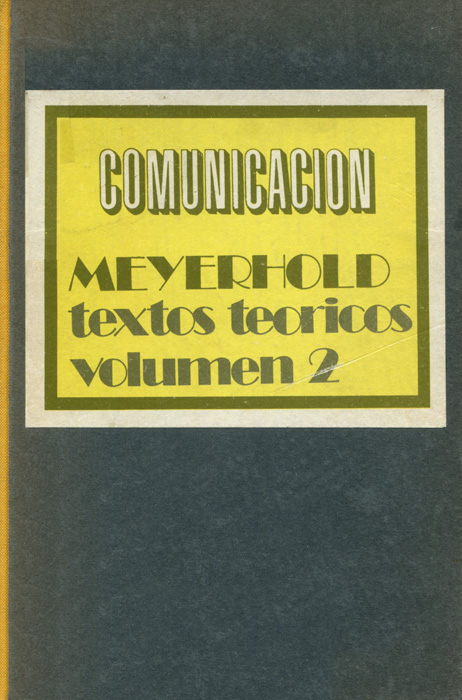 COMUNICACION
MEYERHOLD
textos teoricos
volumen 2